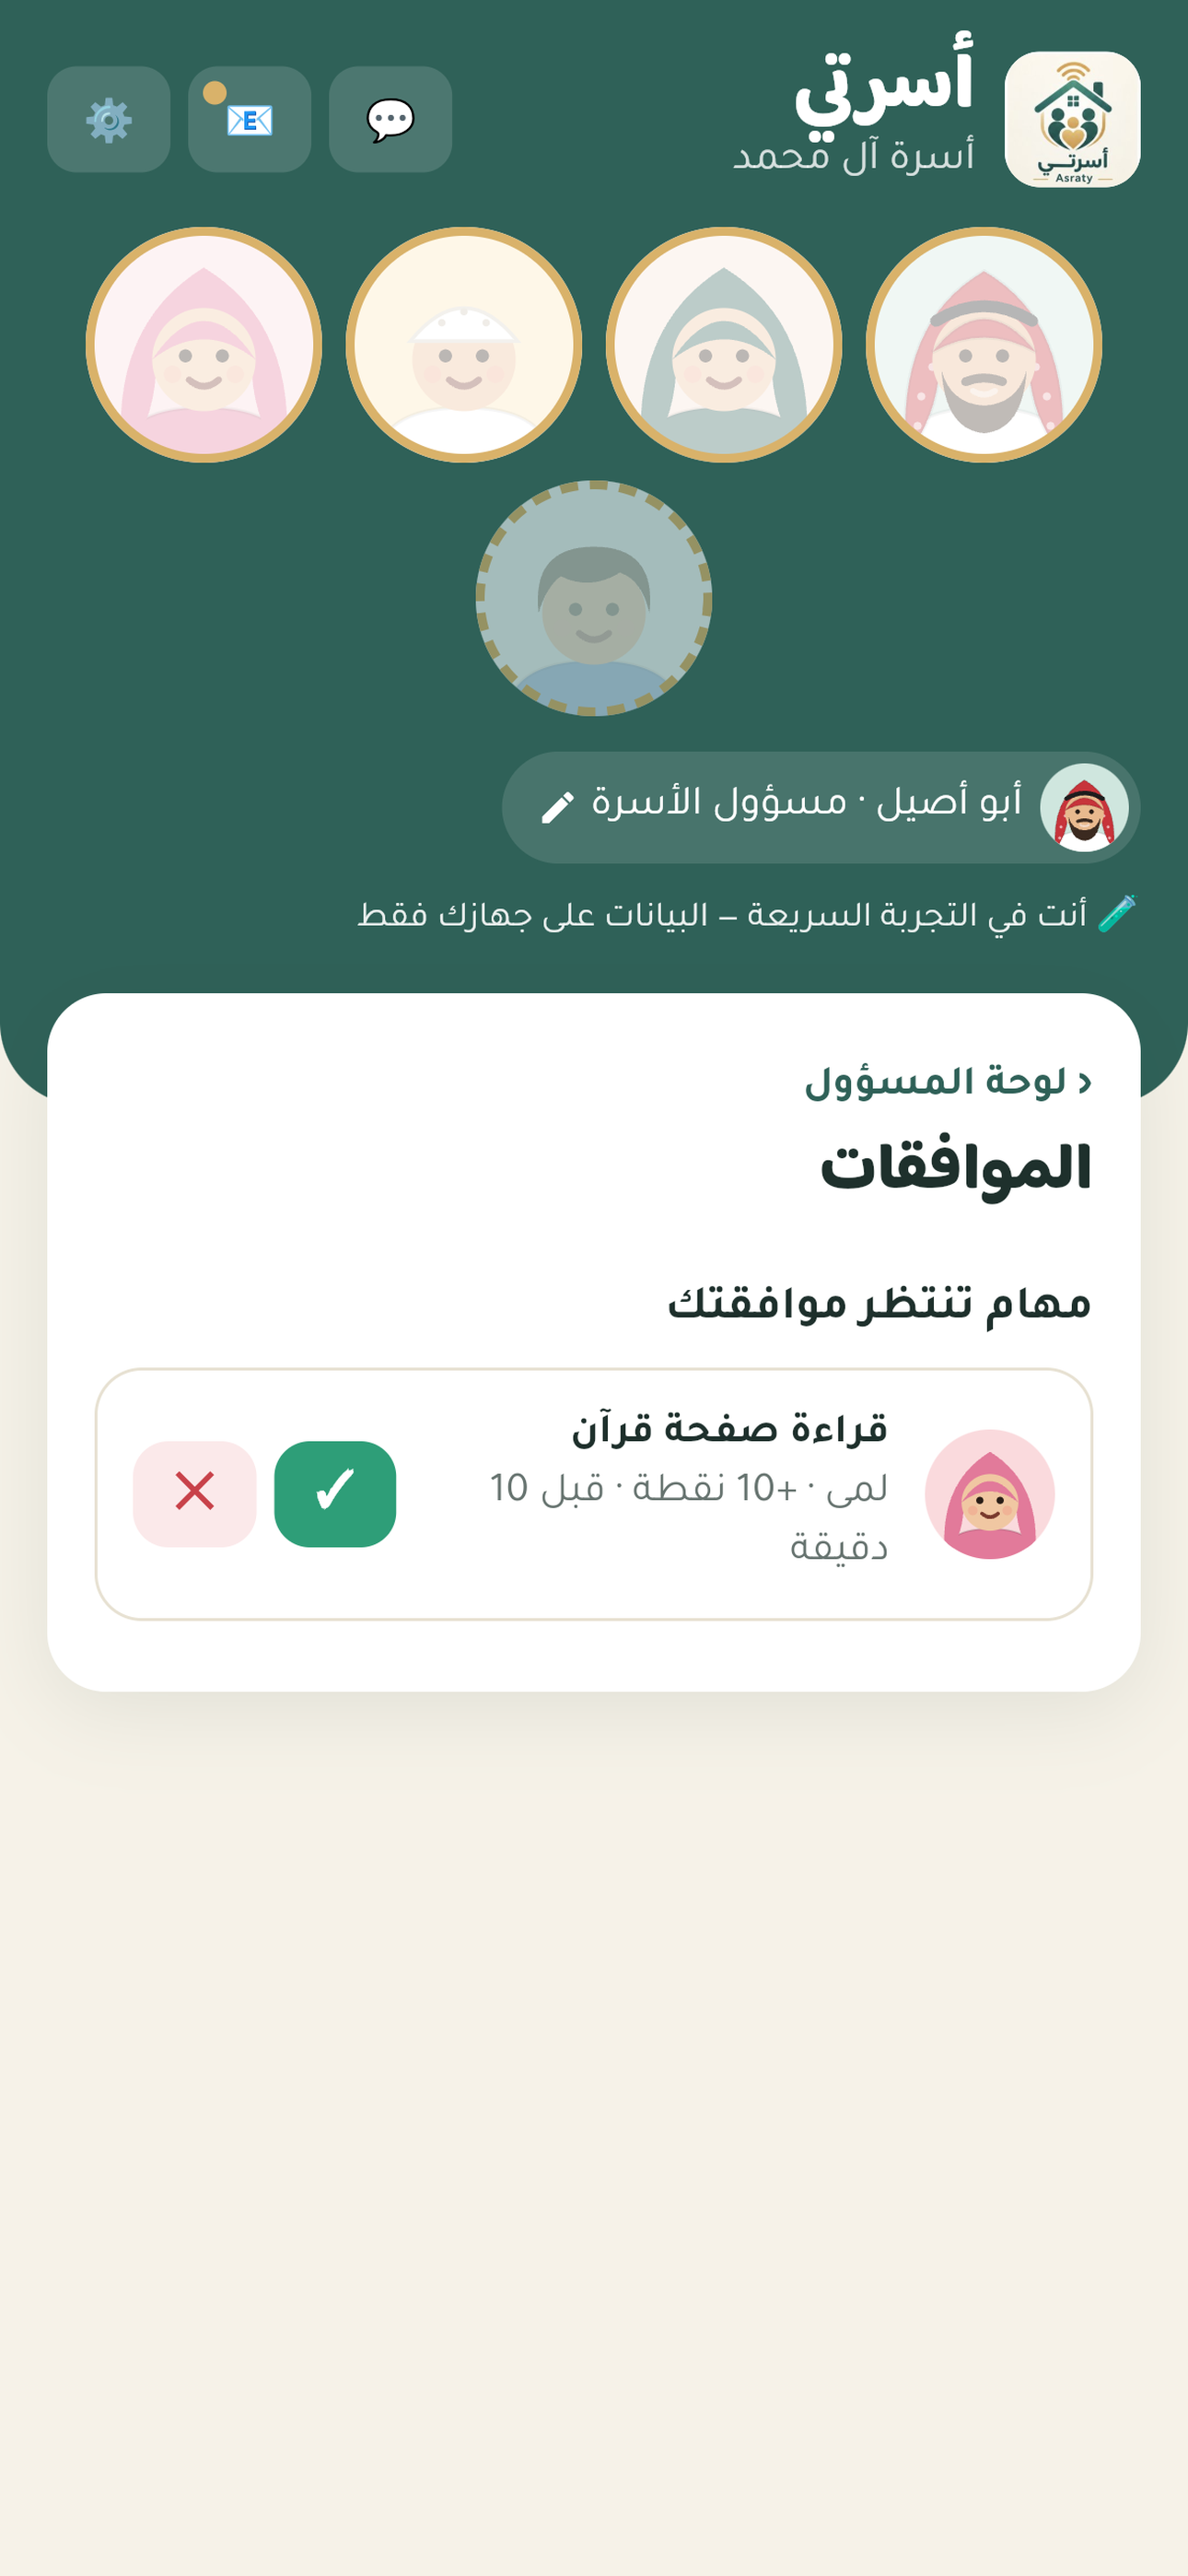 أسرتي
أسرة آل محمد
أسرتي
Asraty
أبو أصيل · مسؤول الأسرة
أنت في التجربة السريعة – البيانات على جهازك فقط
‹ لوحة المسؤول
الموافقات
مهام تنتظر موافقتك
قراءة صفحة قرآن
لمى · +10 نقطة · قبل 10
دقيقة